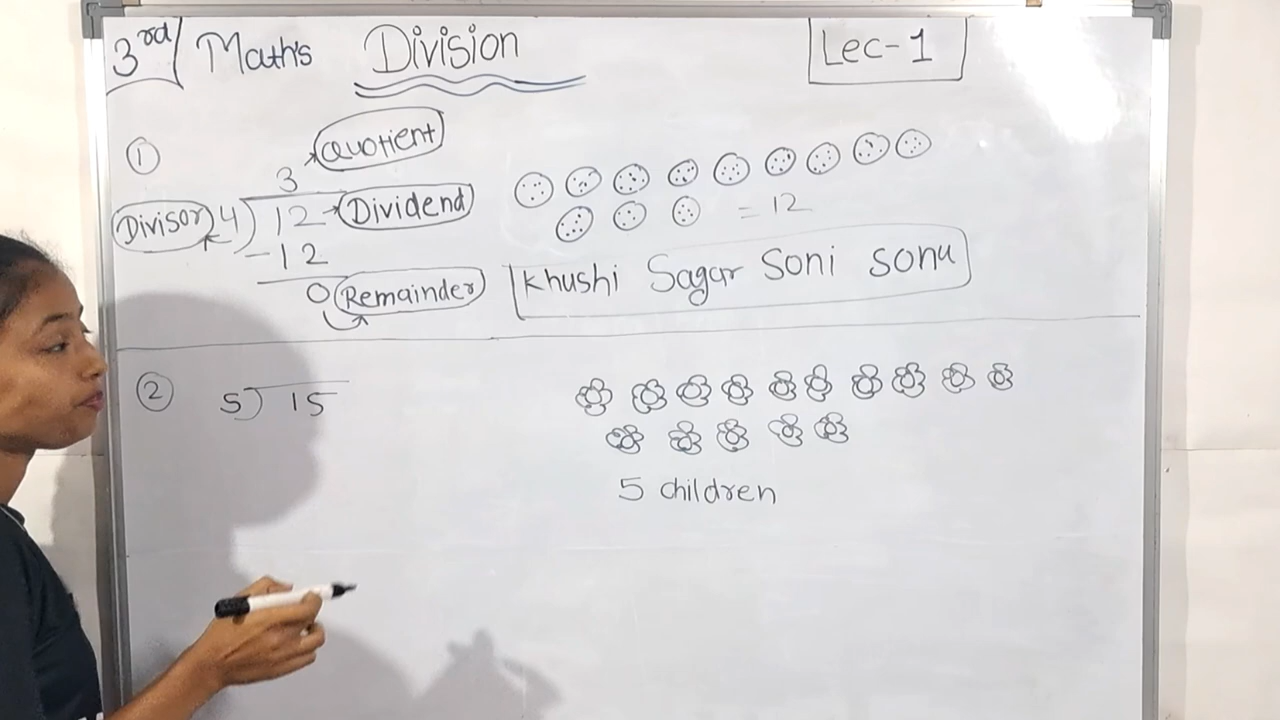 3rd Maths Division Lec-1
1
Quotient
3
Divisor 4) 12 Dividend
= 12
-12
0 Remainder
Khushi Sagar Soni Sonu
2
5) 15
5 children